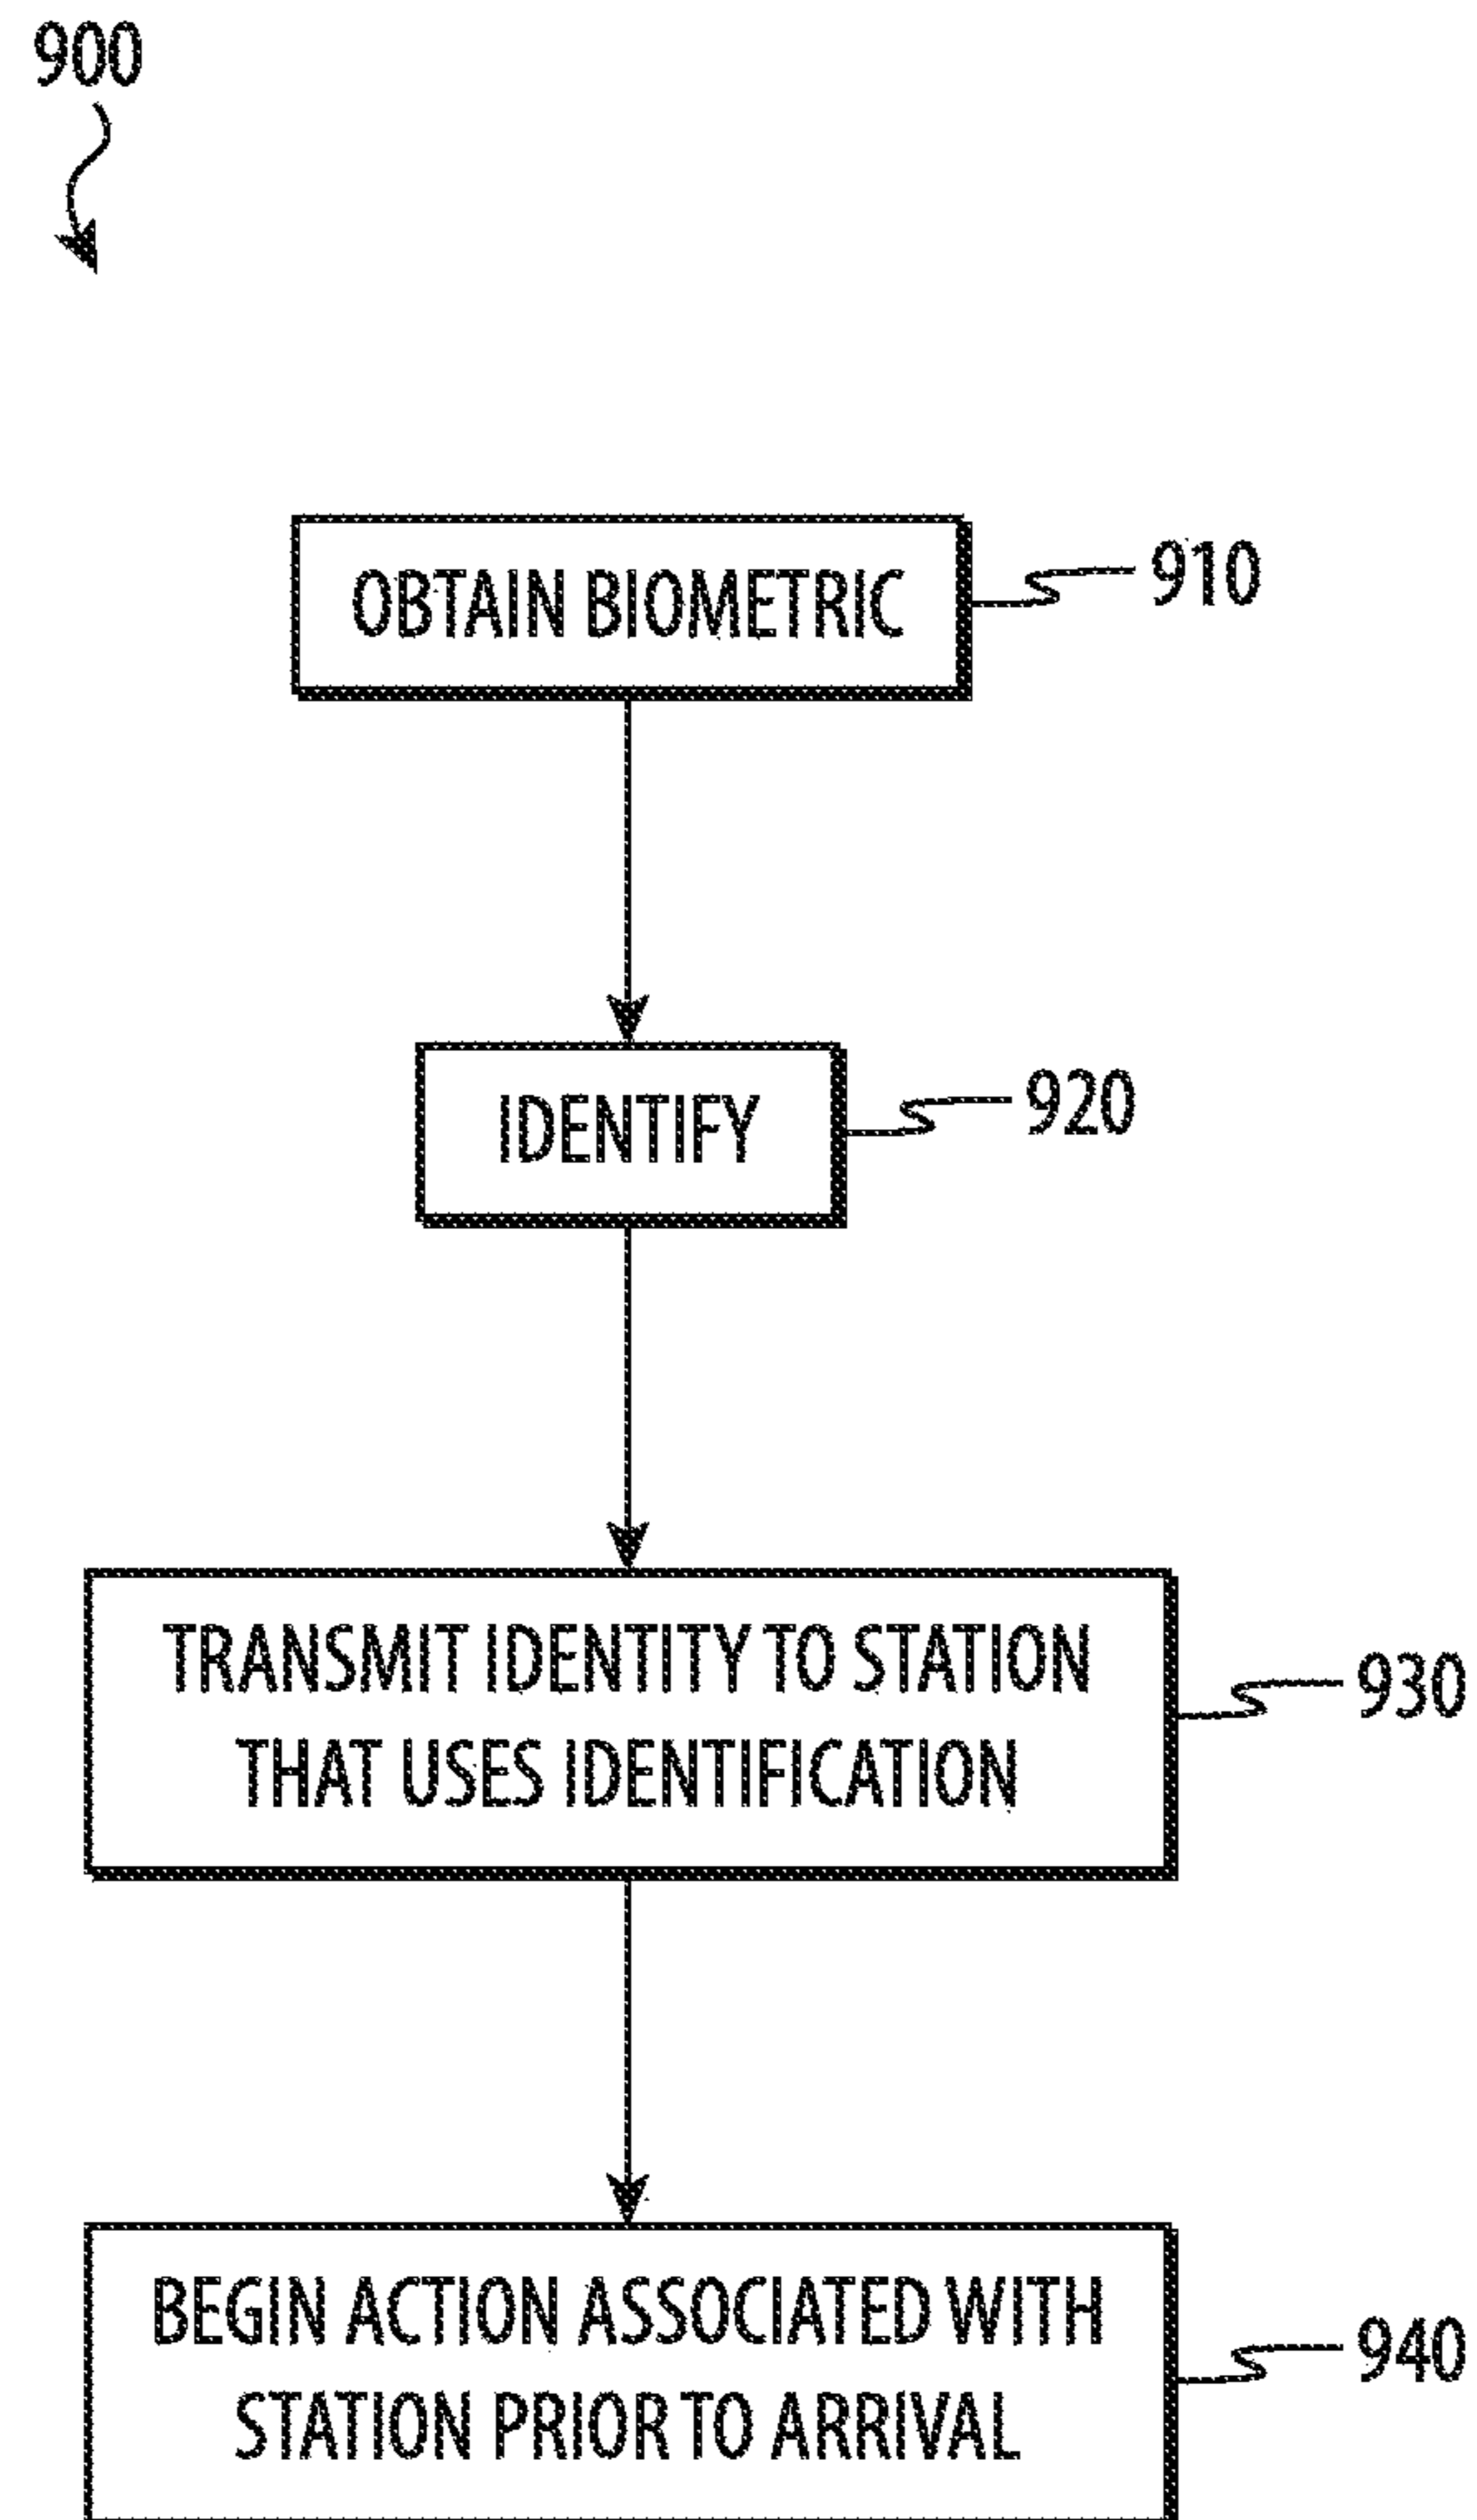 900
OBTAIN BIOMETRIC
910
IDENTIFY
920
TRANSMIT IDENTITY TO STATION
THAT USES IDENTIFICATION
930
BEGIN ACTION ASSOCIATED WITH
STATION PRIOR TO ARRIVAL
940